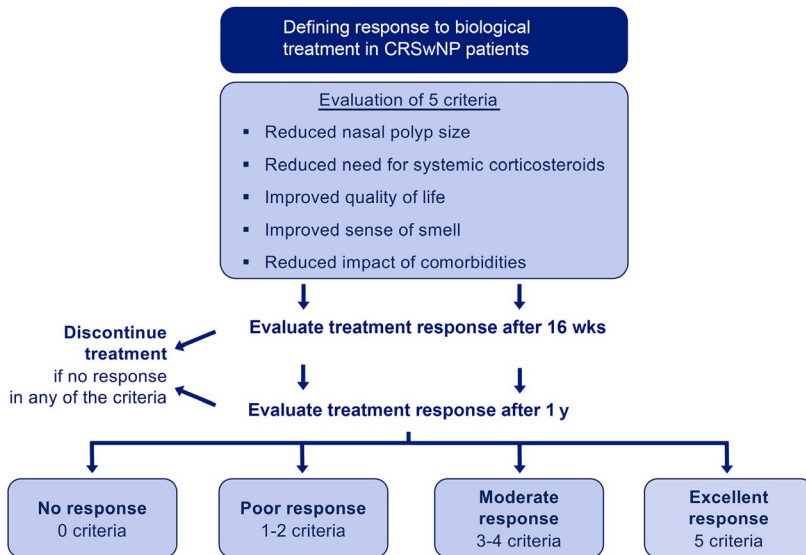 Defining response to biological
treatment in CRSwNP patients
Evaluation of 5 criteria
▪ Reduced nasal polyp size
▪ Reduced need for systemic corticosteroids
▪ Improved quality of life
▪ Improved sense of smell
▪ Reduced impact of comorbidities
Evaluate treatment response after 16 wks
Discontinue
treatment
if no response
in any of the criteria
Evaluate treatment response after 1 y
No response
0 criteria
Poor response
1-2 criteria
Moderate
response
3-4 criteria
Excellent
response
5 criteria